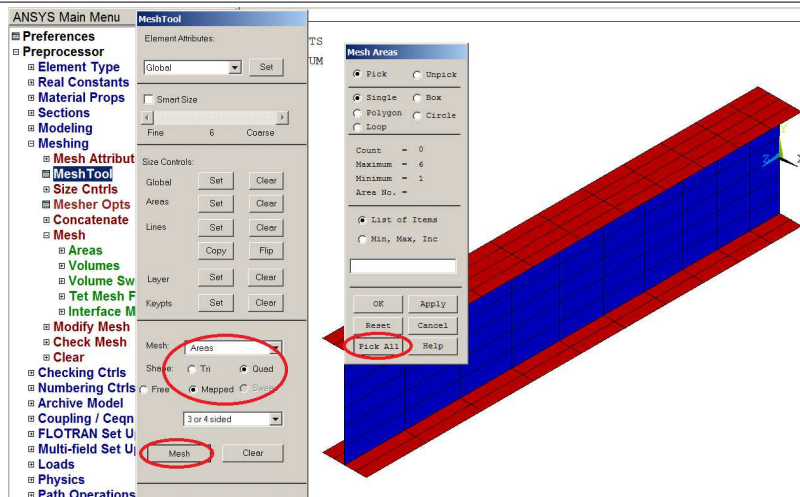 ANSYS Main Menu
Preferences
Preprocessor
Element Type
Real Constants
Material Props
Sections
Modeling
Meshing
Mesh Attribut
MeshTool
Size Cntrls
Mesher Opts
Concatenate
Mesh
Areas
Volumes
Volume Sw
Tet Mesh F
Interface M
Modify Mesh
Check Mesh
Clear
Checking Ctrls
Numbering Ctrls
Archive Model
Coupling / Ceqn
FLOTRAN Set U
Multi-field Set U
Loads
Physics
Path Operations
MeshTool
Element Attributes:
Global Set
Smart Size
Fine 6 Coarse
Size Controls:
Global Set Clear
Areas Set Clear
Lines Set Clear
Copy Flip
Layer Set Clear
Keypts Set Clear
Mesh: Areas
Shape: Tri Quad
Free Mapped Sweep
3 or 4 sided
Mesh Clear
TS
UM
Mesh Areas
Pick Unpick
Single Box
Polygon Circle
Loop
Count = 0
Maximum = 6
Minimum = 1
Area No. =
List of Items
Min, Max, Inc
OK Apply
Reset Cancel
Pick All Help
Y
Z X